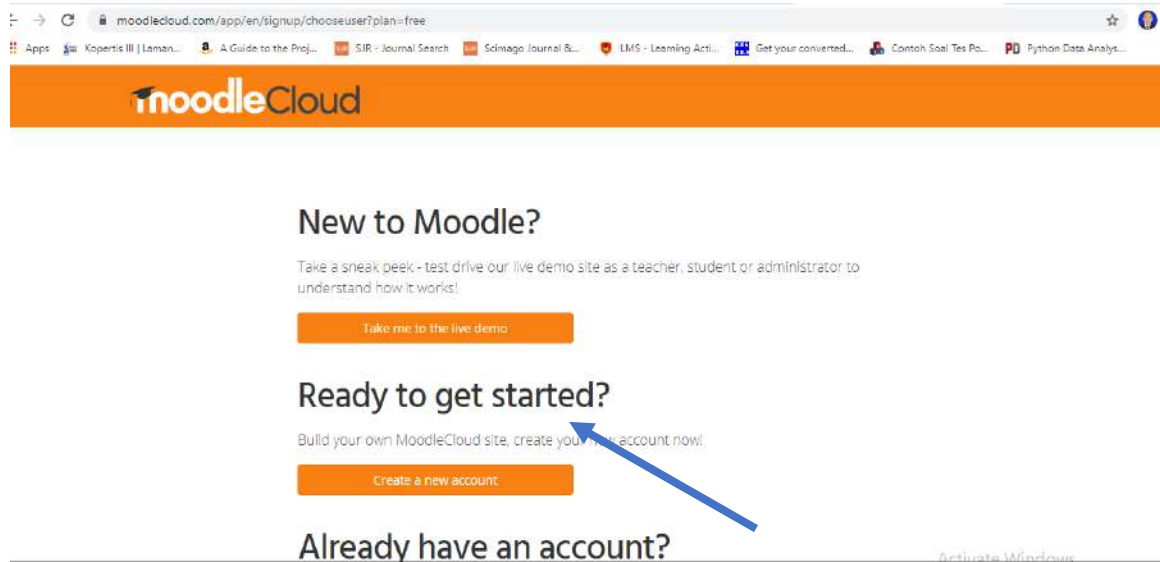 moodlecloud.com/app/en/signup/chooseuser?plan=free
Apps Kopertis III | Laman... A Guide to the Proj... SJR - Journal Search Scimago Journal &... LMS - Learning Acti... Get your converted... Contoh Soal Tes Po... PD Python Data Analys...
moodleCloud
New to Moodle?
Take a sneak peek - test drive our live demo site as a teacher, student or administrator to
understand how it works!
Take me to the live demo
Ready to get started?
Build your own MoodleCloud site, create your new account now!
Create a new account
Already have an account?
Activate Windows